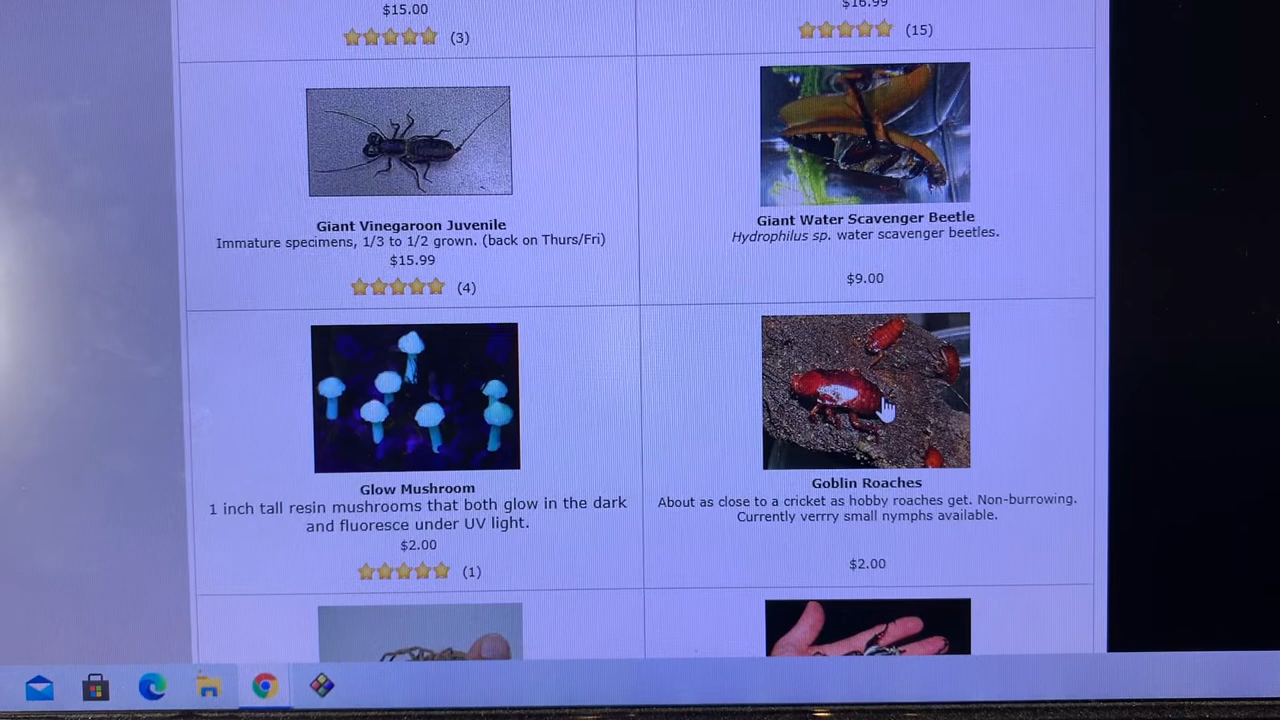 $15.00
(3)
$16.99
(15)
Giant Vinegaroon Juvenile
Immature specimens, 1/3 to 1/2 grown. (back on Thurs/Fri)
$15.99
(4)
Giant Water Scavenger Beetle
Hydrophilus sp. water scavenger beetles.
$9.00
Glow Mushroom
1 inch tall resin mushrooms that both glow in the dark
and fluoresce under UV light.
$2.00
(1)
Goblin Roaches
About as close to a cricket as hobby roaches get. Non-burrowing.
Currently verrry small nymphs available.
$2.00